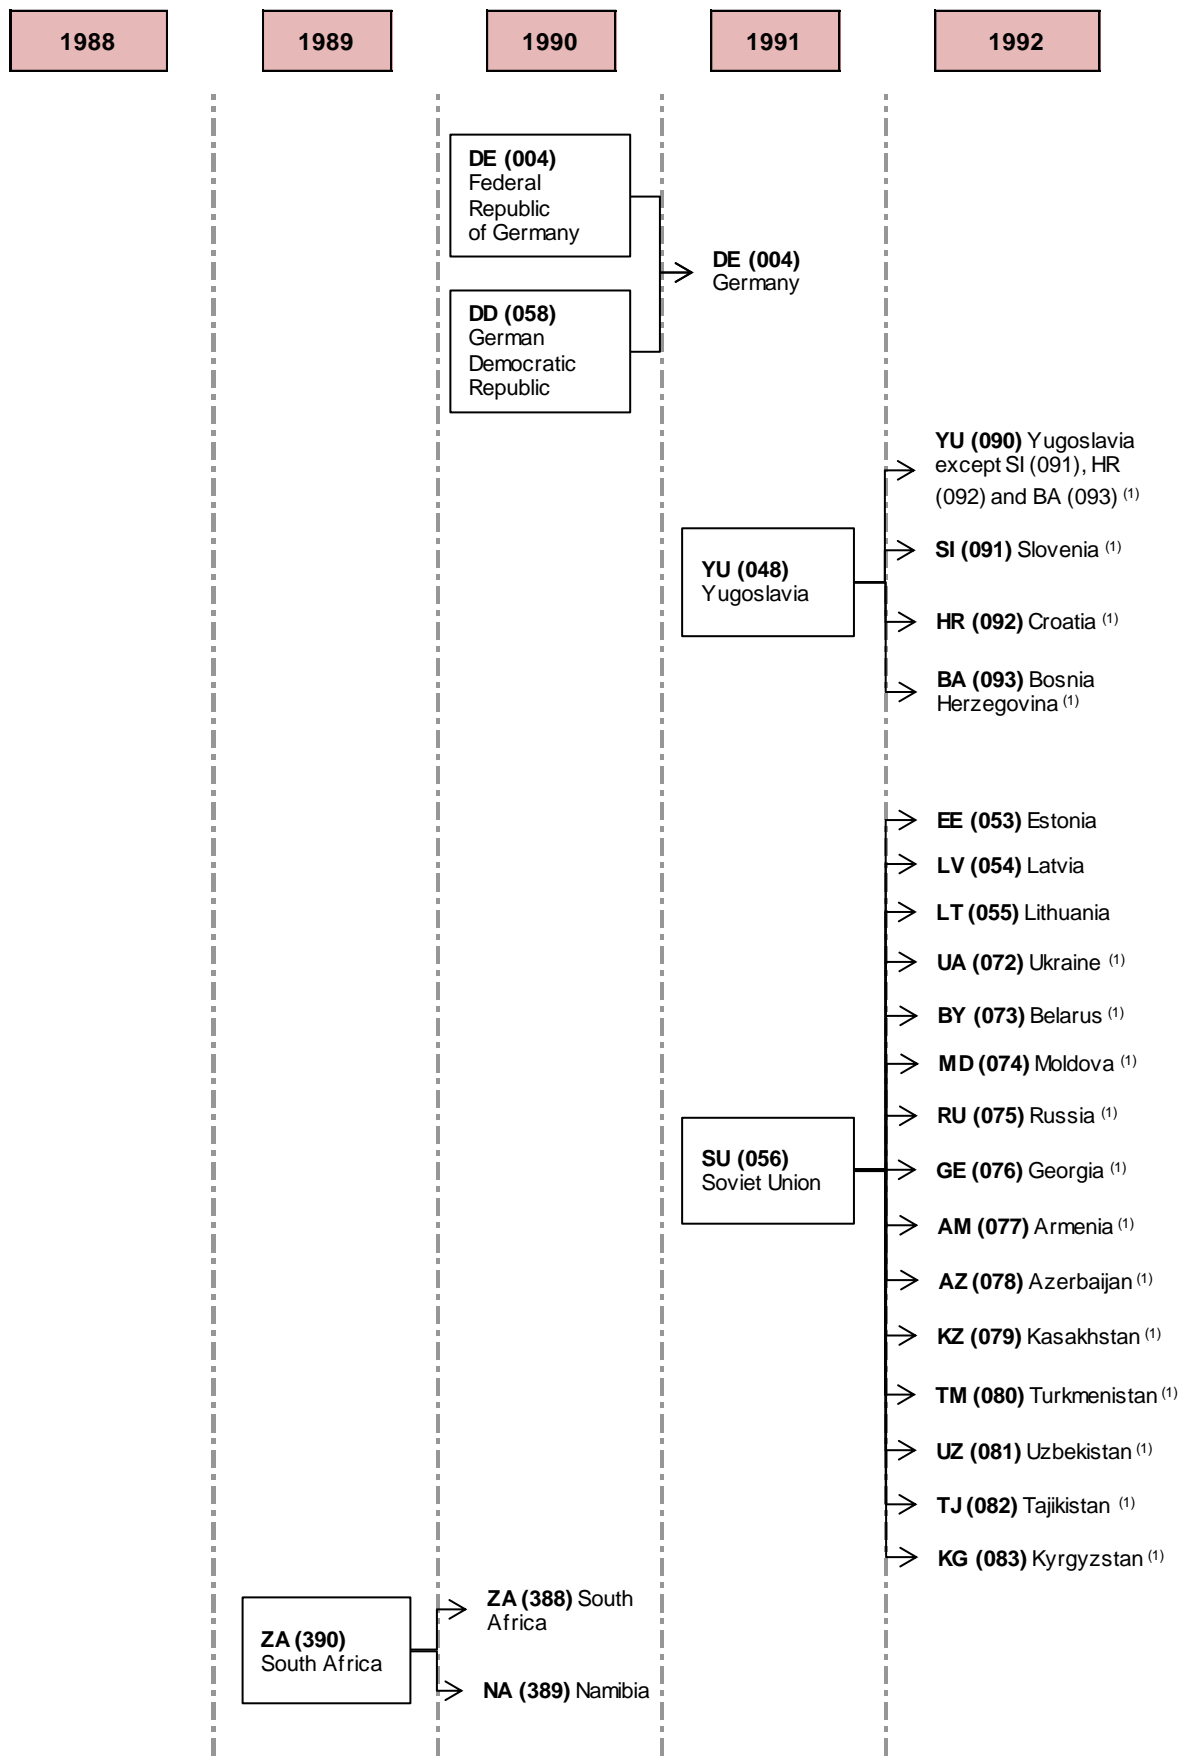 1988 1989 1990 1991 1992
DE (004)
Federal
Republic
of Germany
DE (004)
Germany
DD (058)
German
Democratic
Republic
YU (090) Yugoslavia
except SI (091), HR
(092) and BA (093) (1)
SI (091) Slovenia (1)
YU (048)
Yugoslavia
HR (092) Croatia (1)
BA (093) Bosnia
Herzegovina (1)
EE (053) Estonia
LV (054) Latvia
LT (055) Lithuania
UA (072) Ukraine (1)
BY (073) Belarus (1)
MD (074) Moldova (1)
RU (075) Russia (1)
SU (056)
Soviet Union
GE (076) Georgia (1)
AM (077) Armenia (1)
AZ (078) Azerbaijan (1)
KZ (079) Kasakhstan (1)
TM (080) Turkmenistan (1)
UZ (081) Uzbekistan (1)
TJ (082) Tajikistan (1)
KG (083) Kyrgyzstan (1)
ZA (390)
South Africa
ZA (388) South
Africa
NA (389) Namibia